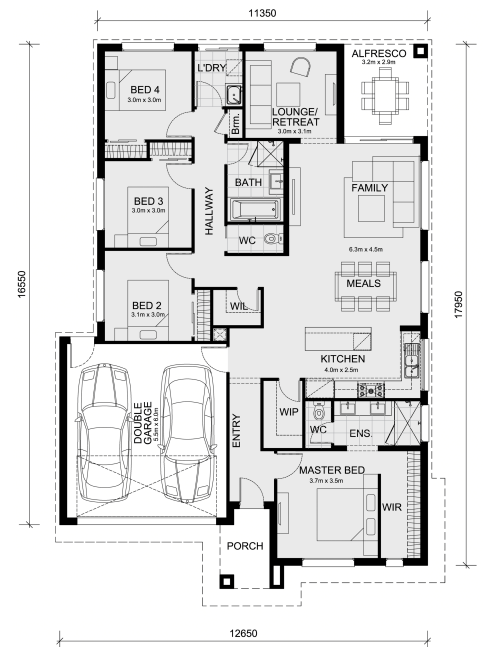 11350
ALFRESCO
3.2m x 2.9m
L'DRY
BED 4
3.0m x 3.0m
LOUNGE/
RETREAT
3.0m x 3.1m
Brm.
BATH
FAMILY
6.3m x 4.5m
BED 3
3.0m x 3.0m
HALLWAY
WC
16550
17950
MEALS
BED 2
3.1m x 3.0m
WIL
KITCHEN
4.0m x 2.5m
DOUBLE
GARAGE
5.5m x 6.0m
ENTRY
WIP
WC
ENS.
MASTER BED
3.7m x 3.5m
WIR
PORCH
12650